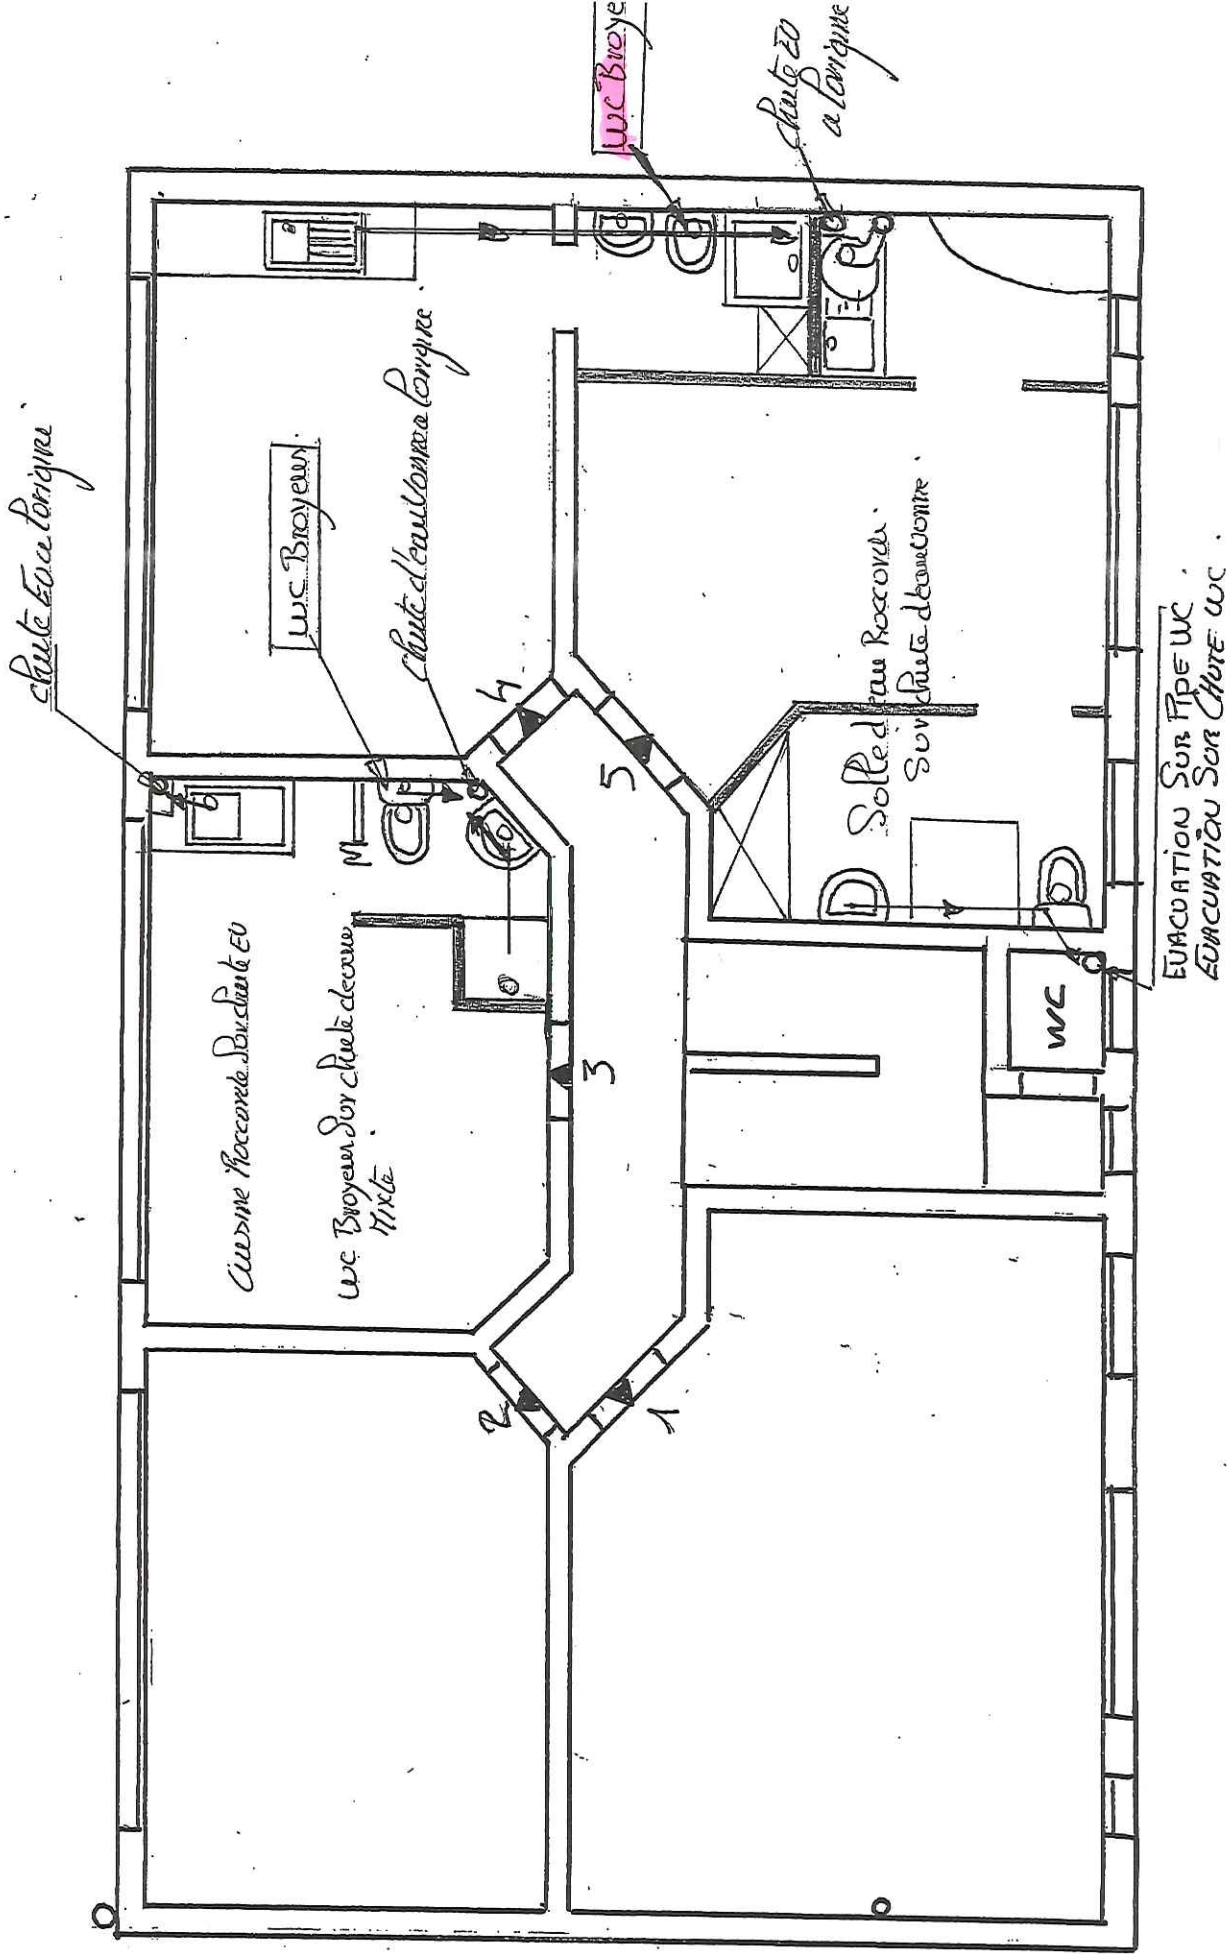 chute EU a l'origine
WC Broyeur
chute d'eau Vanne a l'origine
WC Broye
chute EU
a l'origine
Cuisine Raccordé Sur chute EU
WC Broyeur Sur chute d'eau
Mixte
M
Salle d'eau Raccordé.
Sur chute d'eau vanne
1
2
3
4
5
WC
EVACUATION SUR PIPE WC
EVACUATION SUR CHUTE WC.